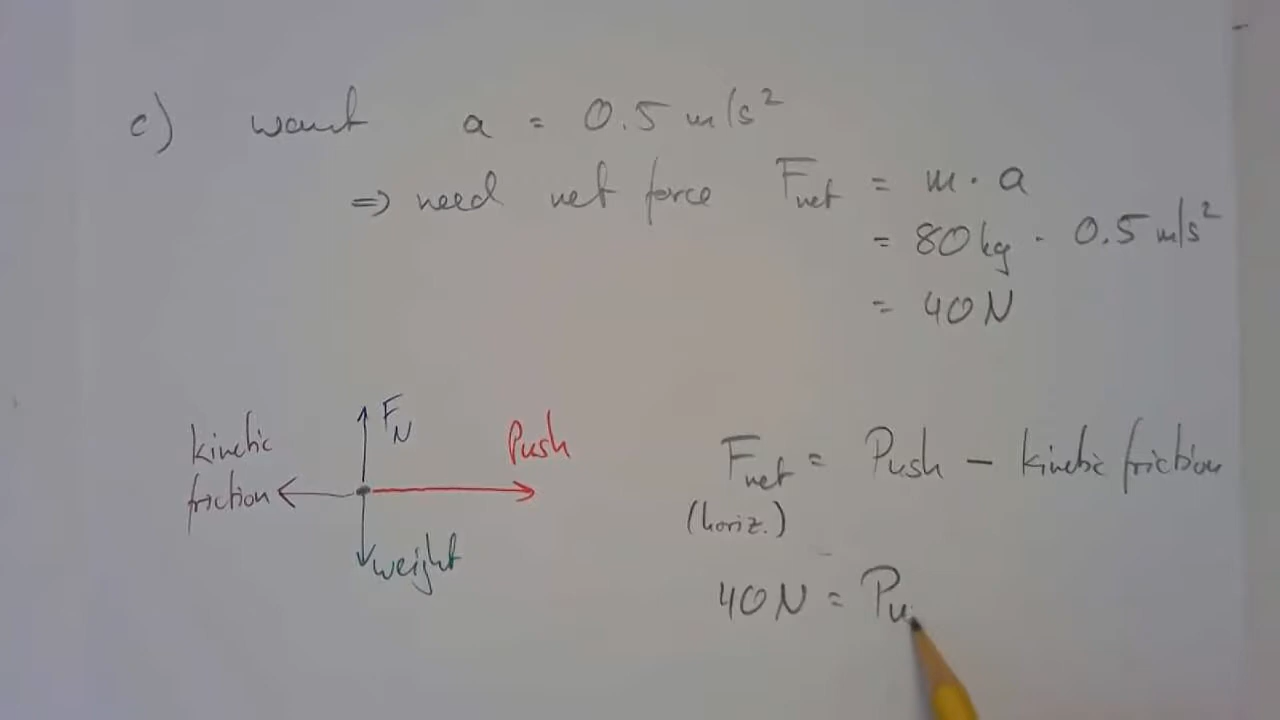 c) want a = 0.5 m/s²
⇒ need net force F_net = m · a
= 80 kg · 0.5 m/s²
= 40 N
kinetic friction
F_N
Push
weight
F_net = Push − kinetic friction
(horiz.)
40 N = Pu